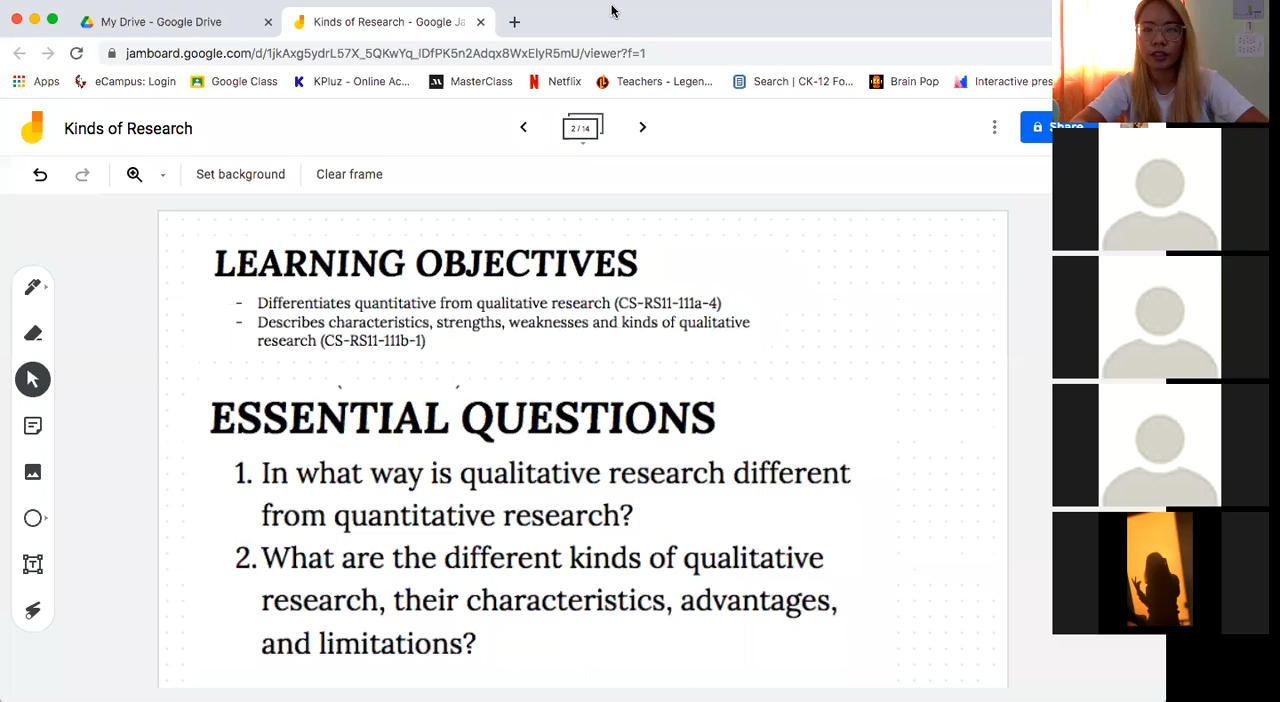 My Drive - Google Drive
Kinds of Research - Google Ja
jamboard.google.com/d/1jkAxg5ydrL57X_5QKwYq_IDfPK5n2Adqx8WxElyR5mU/viewer?f=1
Apps
eCampus: Login
Google Class
KPluz - Online Ac...
MasterClass
Netflix
Teachers - Legen...
Search | CK-12 Fo...
Brain Pop
Interactive pres
Kinds of Research
2 / 14
Share
Set background
Clear frame
LEARNING OBJECTIVES
- Differentiates quantitative from qualitative research (CS-RS11-111a-4)
- Describes characteristics, strengths, weaknesses and kinds of qualitative
research (CS-RS11-111b-1)
ESSENTIAL QUESTIONS
1. In what way is qualitative research different
from quantitative research?
2. What are the different kinds of qualitative
research, their characteristics, advantages,
and limitations?